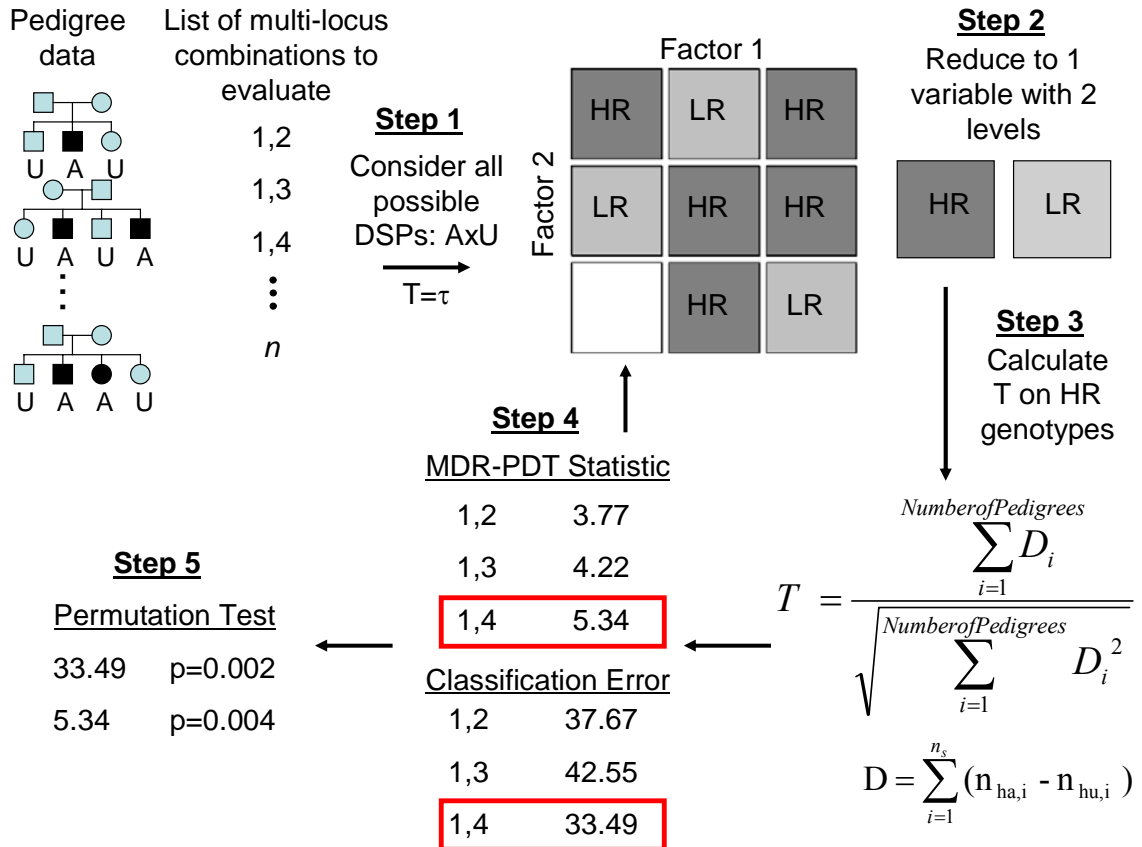 Pedigree
data
U A U
U A U A
U A A U
List of multi-locus
combinations to
evaluate
1,2
1,3
1,4
n
Step 1
Consider all
possible
DSPs: AxU
T=τ
Factor 1
Factor 2
HR LR HR
LR HR HR
HR LR
Step 2
Reduce to 1
variable with 2
levels
HR LR
Step 3
Calculate
T on HR
genotypes
NumberofPedigrees
∑ D_i
i=1
T =
NumberofPedigrees
√ ∑ D_i^2
i=1
D = ∑_{i=1}^{n_s} (n_{ha,i} - n_{hu,i})
Step 4
MDR-PDT Statistic
1,2 3.77
1,3 4.22
1,4 5.34
Classification Error
1,2 37.67
1,3 42.55
1,4 33.49
Step 5
Permutation Test
33.49 p=0.002
5.34 p=0.004